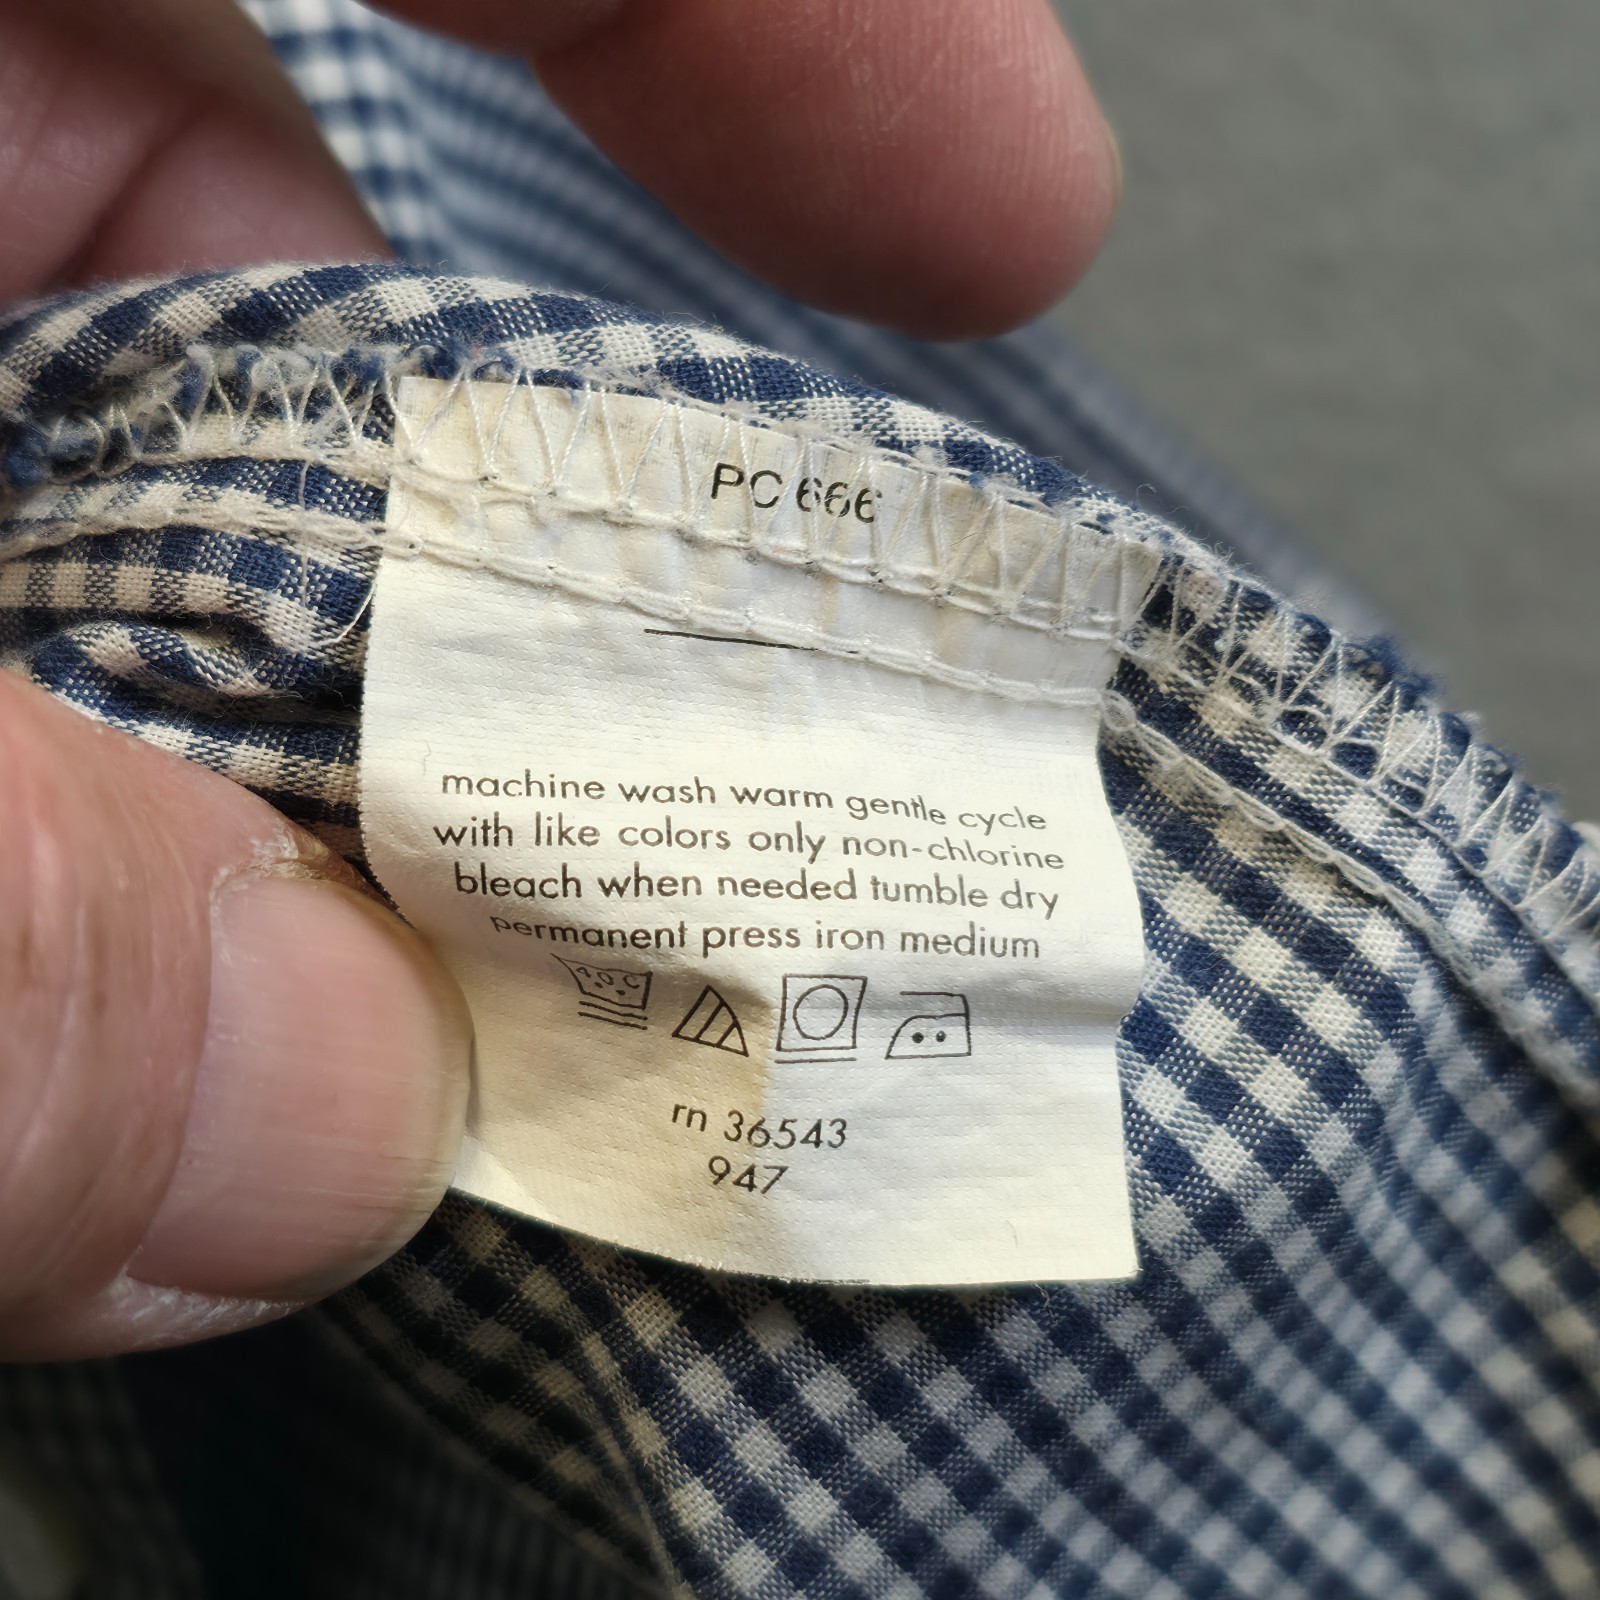 PC 666
machine wash warm gentle cycle
with like colors only non-chlorine
bleach when needed tumble dry
permanent press iron medium
40C
rn 36543
947